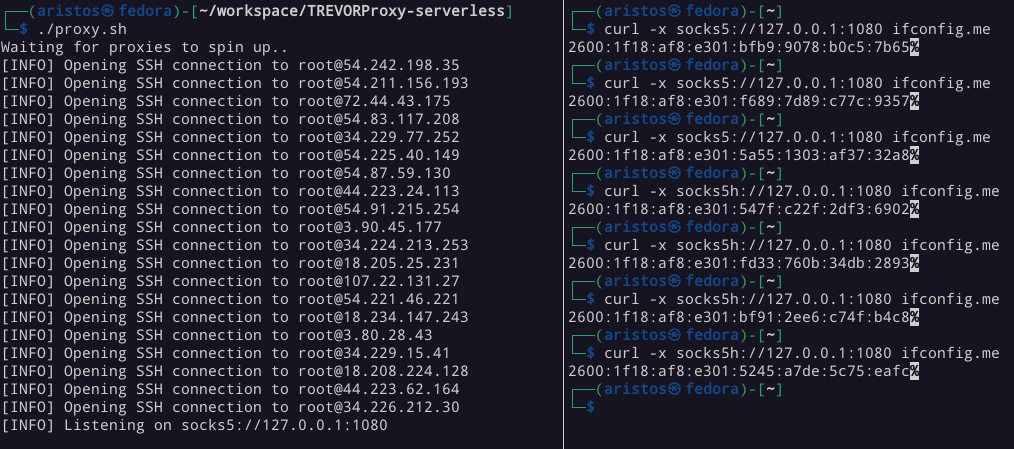 ┌──(aristos㉿fedora)-[~/workspace/TREVORProxy-serverless]
└─$ ./proxy.sh
Waiting for proxies to spin up..
[INFO] Opening SSH connection to root@54.242.198.35
[INFO] Opening SSH connection to root@54.211.156.193
[INFO] Opening SSH connection to root@72.44.43.175
[INFO] Opening SSH connection to root@54.83.117.208
[INFO] Opening SSH connection to root@34.229.77.252
[INFO] Opening SSH connection to root@54.225.40.149
[INFO] Opening SSH connection to root@54.87.59.130
[INFO] Opening SSH connection to root@44.223.24.113
[INFO] Opening SSH connection to root@54.91.215.254
[INFO] Opening SSH connection to root@3.90.45.177
[INFO] Opening SSH connection to root@34.224.213.253
[INFO] Opening SSH connection to root@18.205.25.231
[INFO] Opening SSH connection to root@107.22.131.27
[INFO] Opening SSH connection to root@54.221.46.221
[INFO] Opening SSH connection to root@18.234.147.243
[INFO] Opening SSH connection to root@3.80.28.43
[INFO] Opening SSH connection to root@34.229.15.41
[INFO] Opening SSH connection to root@18.208.224.128
[INFO] Opening SSH connection to root@44.223.62.164
[INFO] Opening SSH connection to root@34.226.212.30
[INFO] Listening on socks5://127.0.0.1:1080
┌──(aristos㉿fedora)-[~]
└─$ curl -x socks5://127.0.0.1:1080 ifconfig.me
2600:1f18:af8:e301:bfb9:9078:b0c5:7b65%
┌──(aristos㉿fedora)-[~]
└─$ curl -x socks5://127.0.0.1:1080 ifconfig.me
2600:1f18:af8:e301:f689:7d89:c77c:9357%
┌──(aristos㉿fedora)-[~]
└─$ curl -x socks5://127.0.0.1:1080 ifconfig.me
2600:1f18:af8:e301:5a55:1303:af37:32a8%
┌──(aristos㉿fedora)-[~]
└─$ curl -x socks5h://127.0.0.1:1080 ifconfig.me
2600:1f18:af8:e301:547f:c22f:2df3:6902%
┌──(aristos㉿fedora)-[~]
└─$ curl -x socks5h://127.0.0.1:1080 ifconfig.me
2600:1f18:af8:e301:fd33:760b:34db:2893%
┌──(aristos㉿fedora)-[~]
└─$ curl -x socks5h://127.0.0.1:1080 ifconfig.me
2600:1f18:af8:e301:bf91:2ee6:c74f:b4c8%
┌──(aristos㉿fedora)-[~]
└─$ curl -x socks5h://127.0.0.1:1080 ifconfig.me
2600:1f18:af8:e301:5245:a7de:5c75:eafc%
┌──(aristos㉿fedora)-[~]
└─$